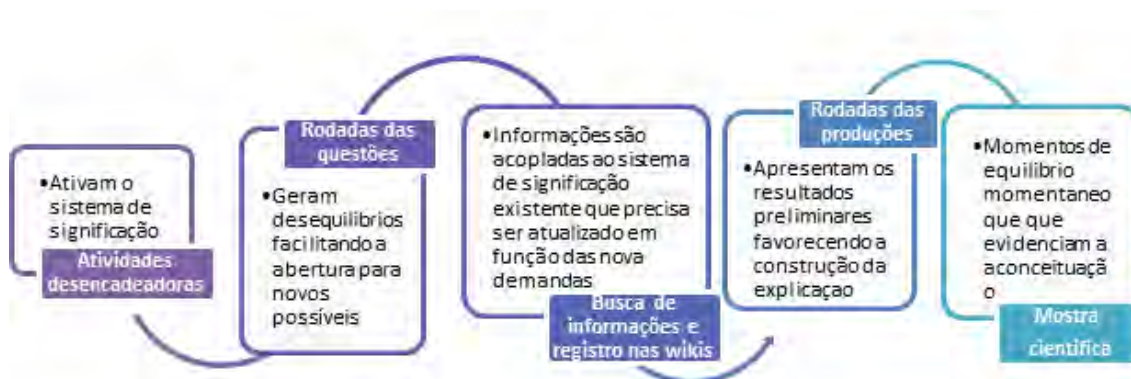 •Ativam o
sistema de
significação
Atividades
desencadeadoras
Rodadas das
questões
•Geram
desequilíbrios
facilitando a
abertura para
novos
possíveis
•Informações são
acopladas ao sistema
de significação
existente que precisa
ser atualizado em
função das nova
demandas
Busca de
informações e
registro nas wikis
Rodadas das
produções
•Apresentam os
resultados
preliminares
favorecendo a
construção da
explicaçao
•Momentos de
equilibrio
momentaneo
que que
evidenciam a
aconceituaçã
o
Mostra
cientifica